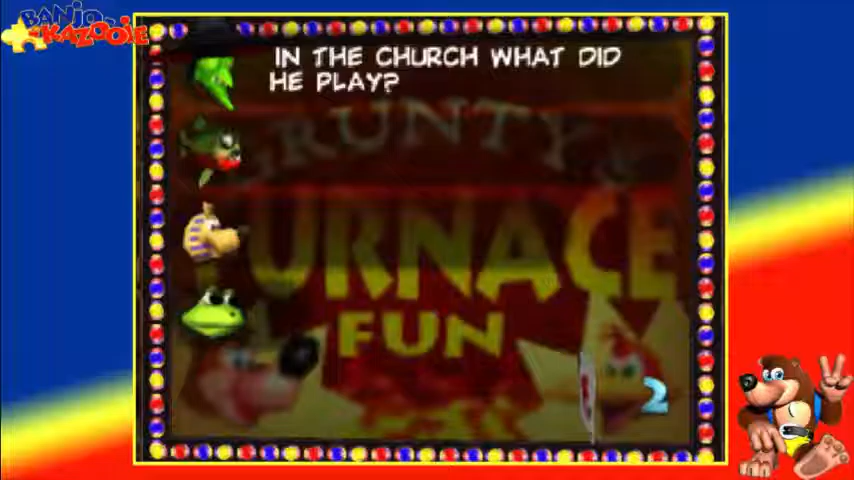 BANJO-
KAZOOIE
IN THE CHURCH WHAT DID
HE PLAY?
GRUNTY'S
FURNACE
FUN
2